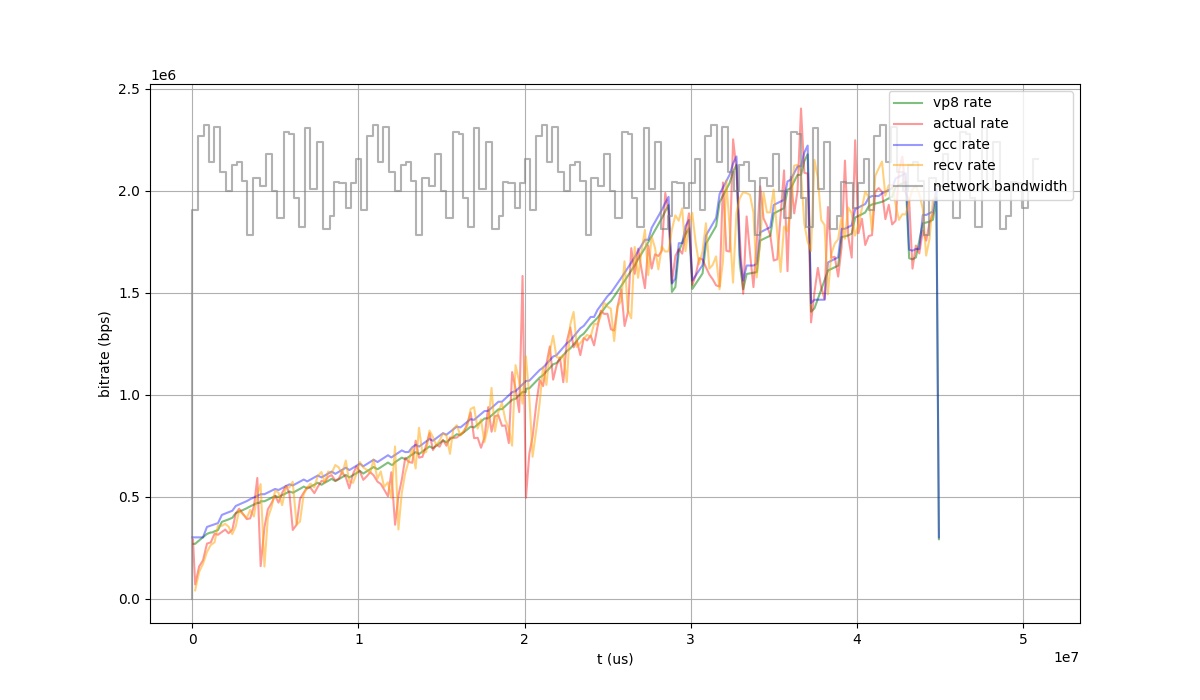 1e6
2.5
2.0
1.5
1.0
0.5
0.0
bitrate (bps)
vp8 rate
actual rate
gcc rate
recv rate
network bandwidth
0 1 2 3 4 5
t (us)
1e7